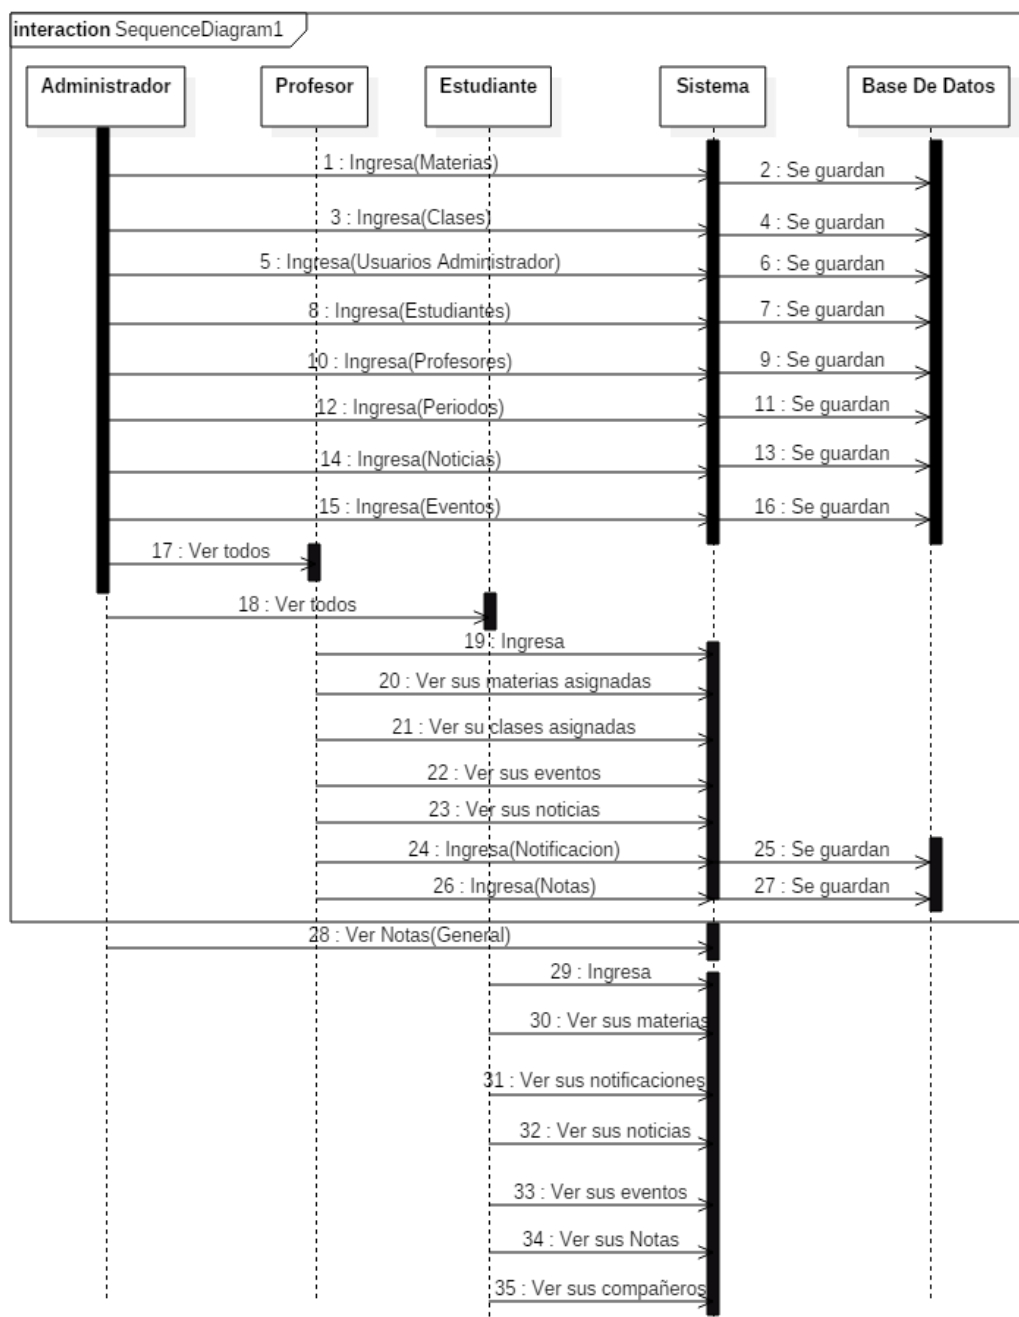 interaction SequenceDiagram1
Administrador
Profesor
Estudiante
Sistema
Base De Datos
1 : Ingresa(Materias)
2 : Se guardan
3 : Ingresa(Clases)
4 : Se guardan
5 : Ingresa(Usuarios Administrador)
6 : Se guardan
8 : Ingresa(Estudiantes)
7 : Se guardan
10 : Ingresa(Profesores)
9 : Se guardan
12 : Ingresa(Periodos)
11 : Se guardan
14 : Ingresa(Noticias)
13 : Se guardan
15 : Ingresa(Eventos)
16 : Se guardan
17 : Ver todos
18 : Ver todos
19 : Ingresa
20 : Ver sus materias asignadas
21 : Ver su clases asignadas
22 : Ver sus eventos
23 : Ver sus noticias
24 : Ingresa(Notificacion)
25 : Se guardan
26 : Ingresa(Notas)
27 : Se guardan
28 : Ver Notas(General)
29 : Ingresa
30 : Ver sus materias
31 : Ver sus notificaciones
32 : Ver sus noticias
33 : Ver sus eventos
34 : Ver sus Notas
35 : Ver sus compañeros